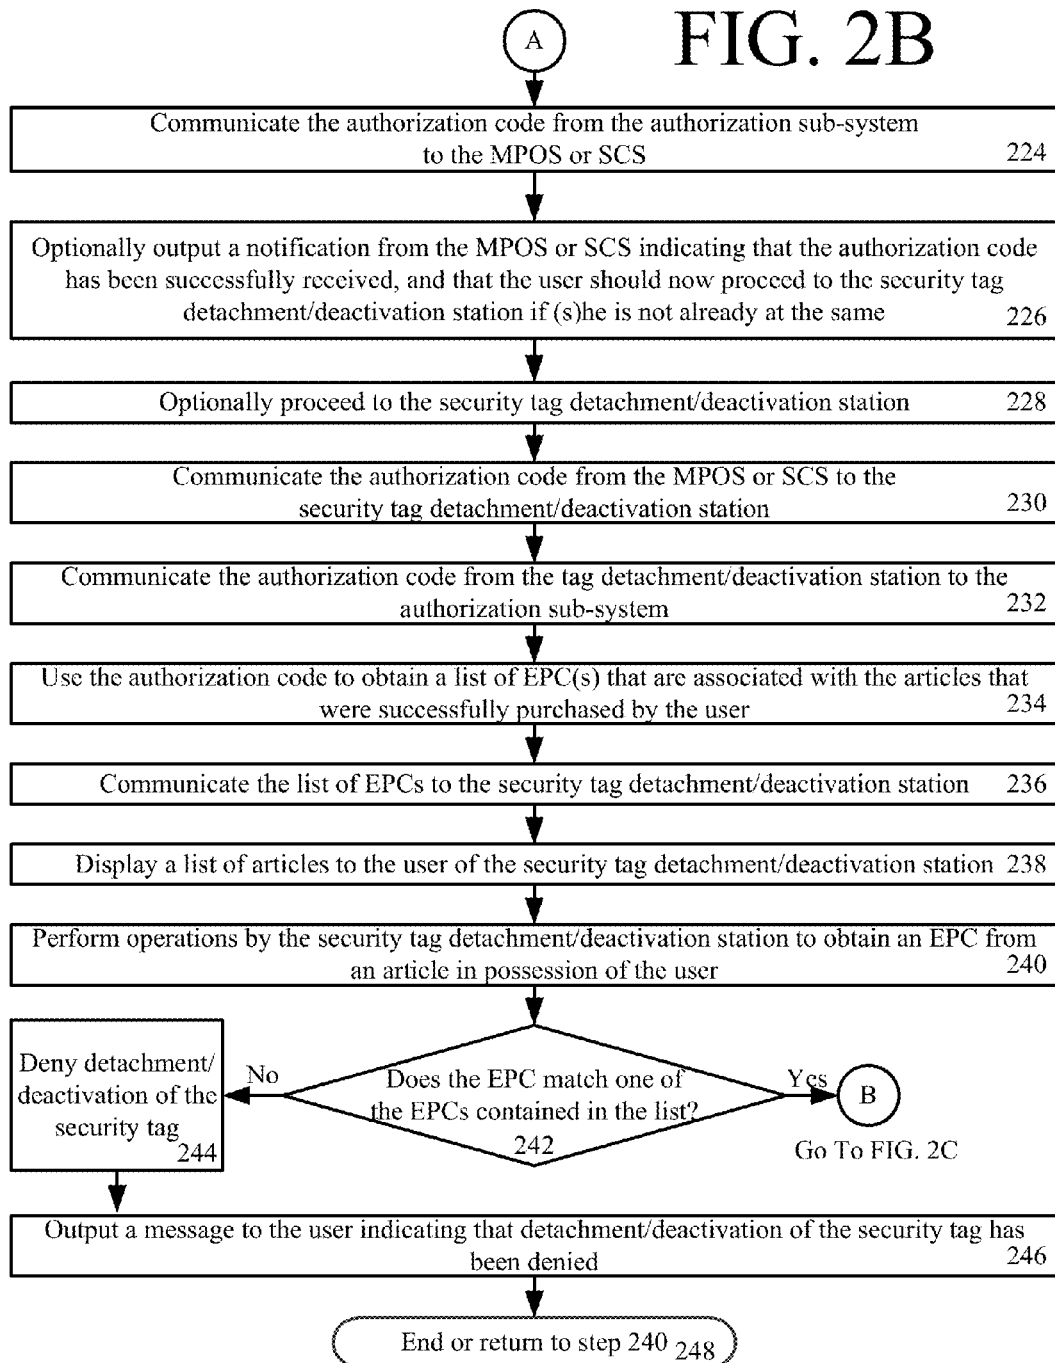 A
FIG. 2B
Communicate the authorization code from the authorization sub-system
to the MPOS or SCS
224
Optionally output a notification from the MPOS or SCS indicating that the authorization code
has been successfully received, and that the user should now proceed to the security tag
detachment/deactivation station if (s)he is not already at the same
226
Optionally proceed to the security tag detachment/deactivation station
228
Communicate the authorization code from the MPOS or SCS to the
security tag detachment/deactivation station
230
Communicate the authorization code from the tag detachment/deactivation station to the
authorization sub-system
232
Use the authorization code to obtain a list of EPC(s) that are associated with the articles that
were successfully purchased by the user
234
Communicate the list of EPCs to the security tag detachment/deactivation station
236
Display a list of articles to the user of the security tag detachment/deactivation station
238
Perform operations by the security tag detachment/deactivation station to obtain an EPC from
an article in possession of the user
240
Deny detachment/
deactivation of the
security tag
244
No
Does the EPC match one of
the EPCs contained in the list?
242
Yes
B
Go To FIG. 2C
Output a message to the user indicating that detachment/deactivation of the security tag has
been denied
246
End or return to step 240
248